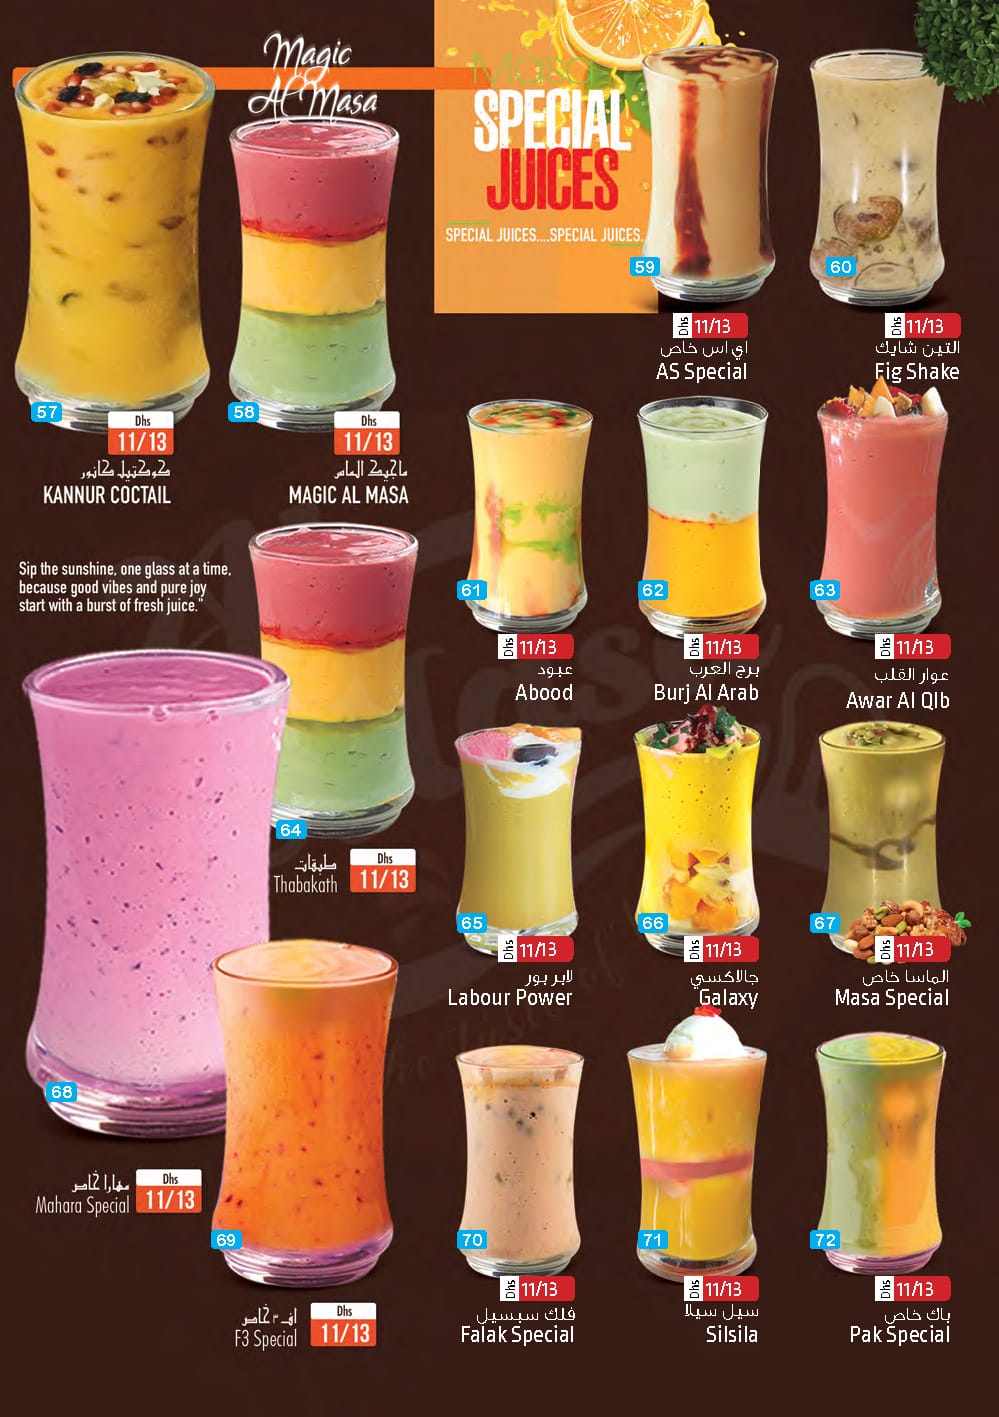 Magic
Al Masa
Masa
SPECIAL
JUICES
SPECIAL JUICES....SPECIAL JUICES.
57
Dhs
11/13
كوكتيل كانور
KANNUR COCTAIL
58
Dhs
11/13
ماجيك الماس
MAGIC AL MASA
59
Dhs 11/13
اي اس خاص
AS Special
60
Dhs 11/13
التين شايك
Fig Shake
Sip the sunshine, one glass at a time,
because good vibes and pure joy
start with a burst of fresh juice."
61
Dhs 11/13
عبود
Abood
62
Dhs 11/13
برج العرب
Burj Al Arab
63
Dhs 11/13
عوار القلب
Awar Al Qlb
64
طبقات
Thabakath
Dhs
11/13
65
Dhs 11/13
لابر بور
Labour Power
66
Dhs 11/13
جالاكسي
Galaxy
67
Dhs 11/13
الماسا خاص
Masa Special
68
مهارا خاص
Mahara Special
Dhs
11/13
69
اف ٣ خاص
F3 Special
Dhs
11/13
70
Dhs 11/13
فلك سبسيل
Falak Special
71
Dhs 11/13
سيل سيلا
Silsila
72
Dhs 11/13
باك خاص
Pak Special